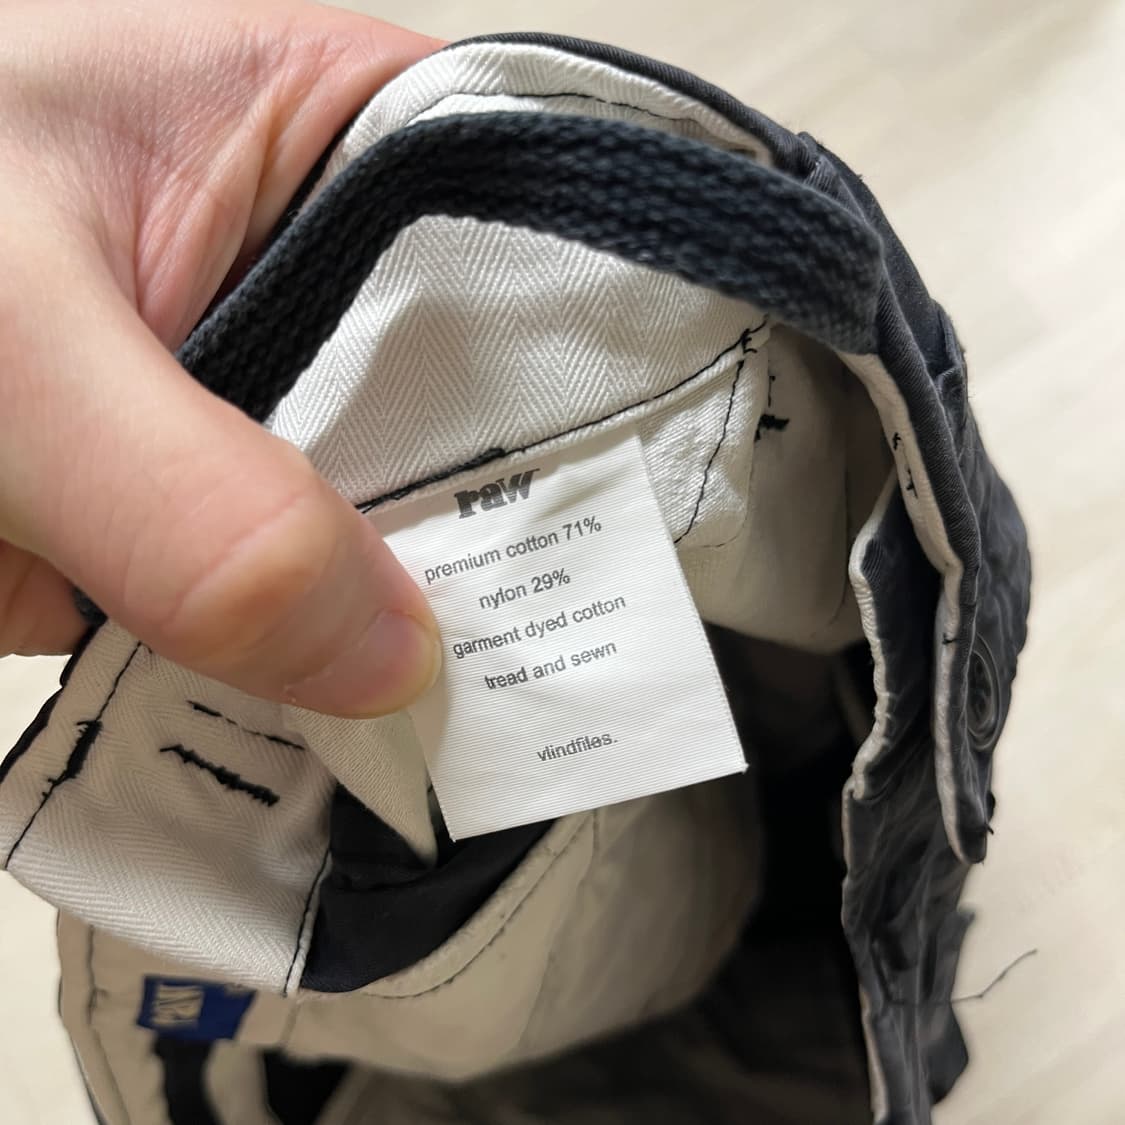 raw
premium cotton 71%
nylon 29%
garment dyed cotton
tread and sewn
vlindfiles.